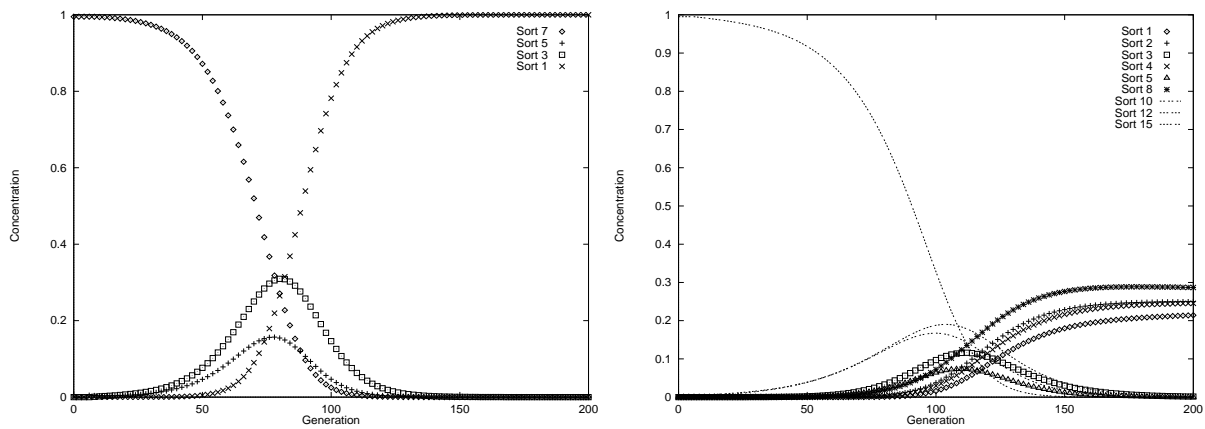 1
0.8
0.6
0.4
0.2
0
0
50
100
150
200
Concentration
Generation
Sort 7
Sort 5
Sort 3
Sort 1
1
0.9
0.8
0.7
0.6
0.5
0.4
0.3
0.2
0.1
0
0
50
100
150
200
Concentration
Generation
Sort 1
Sort 2
Sort 3
Sort 4
Sort 5
Sort 8
Sort 10
Sort 12
Sort 15